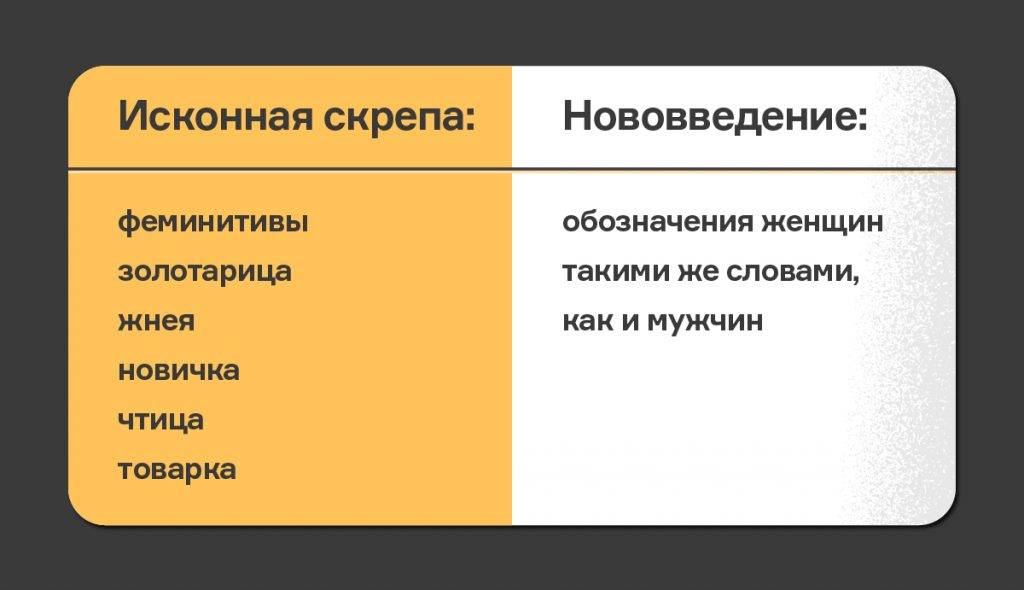 Исконная скрепа:
феминитивы
золотарица
жнея
новичка
чтица
товарка
Нововведение:
обозначения женщин
такими же словами,
как и мужчин